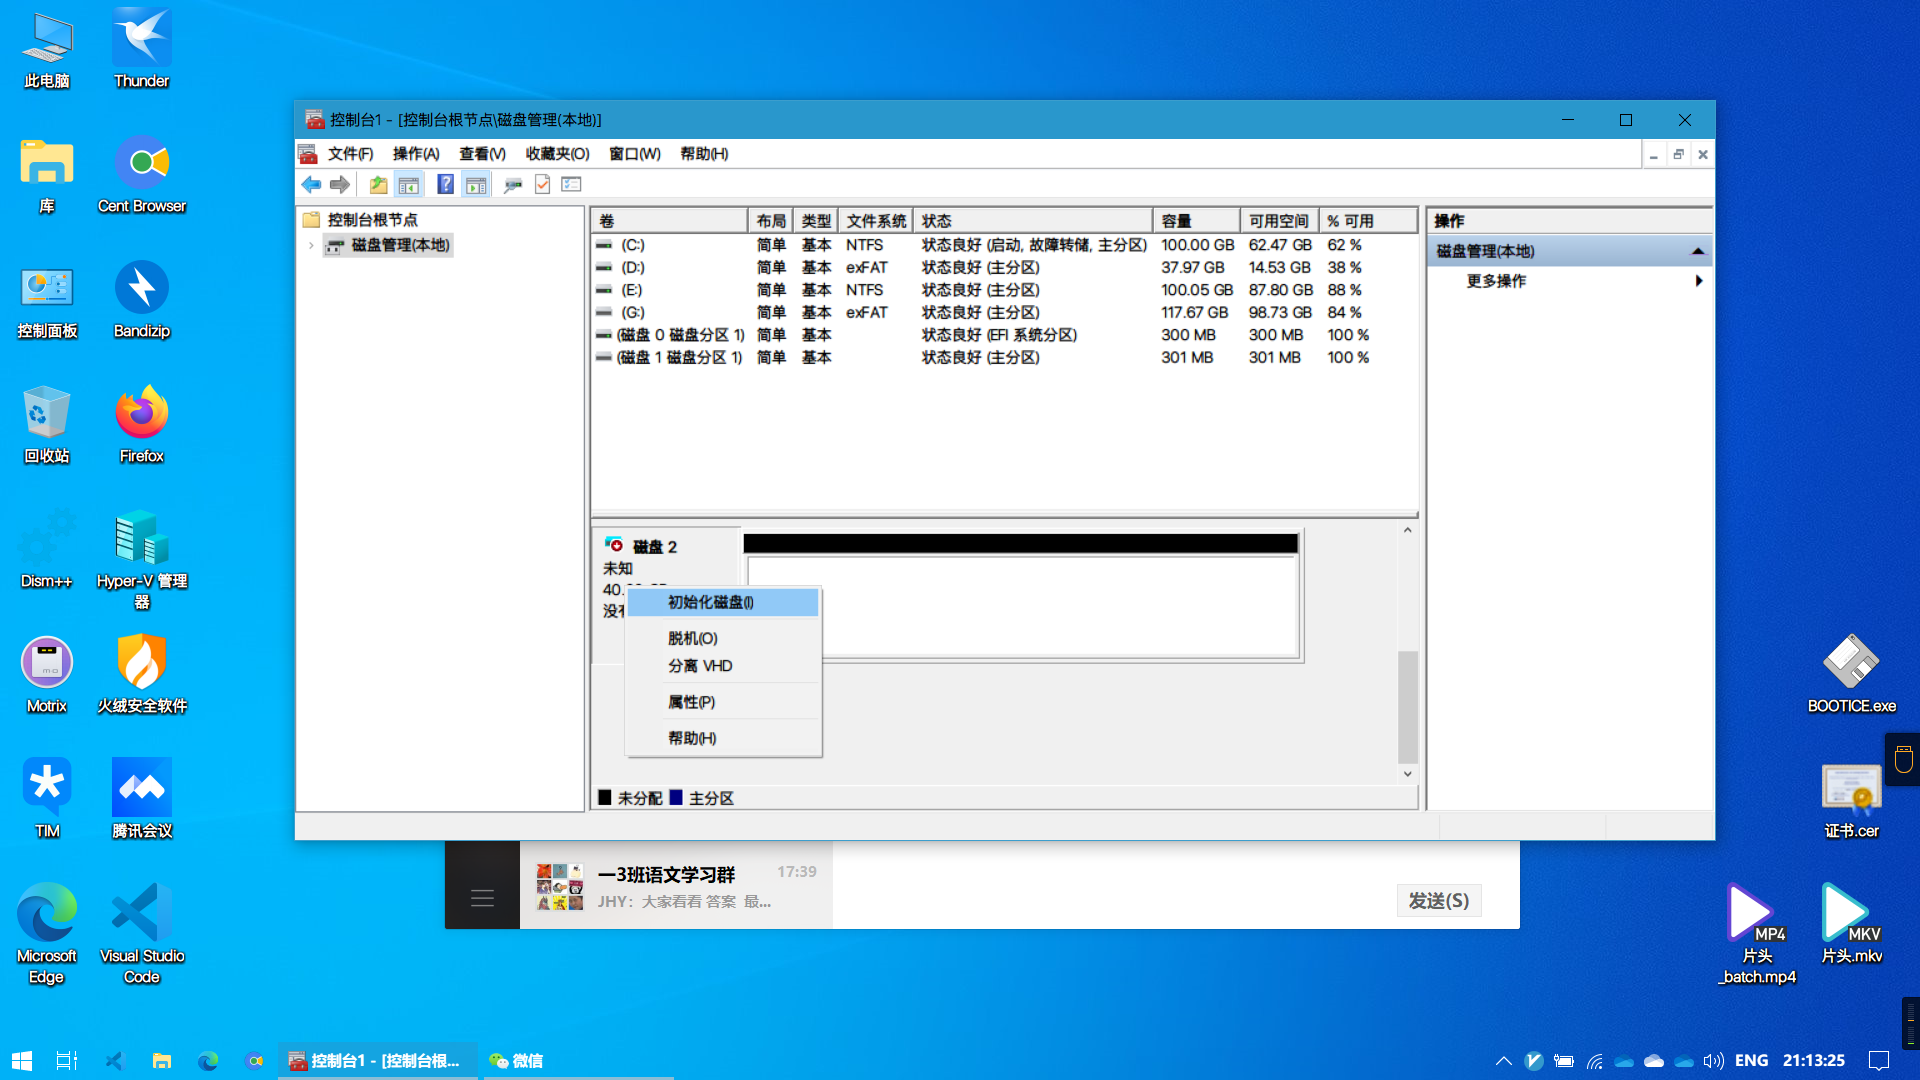 此电脑
Thunder
库
Cent Browser
控制面板
Bandizip
回收站
Firefox
Dism++
Hyper-V 管理
器
Motrix
火绒安全软件
TIM
腾讯会议
Microsoft
Edge
Visual Studio
Code
控制台1 - [控制台根节点\磁盘管理(本地)]
文件(F) 操作(A) 查看(V) 收藏夹(O) 窗口(W) 帮助(H)
控制台根节点
磁盘管理(本地)
卷 布局 类型 文件系统 状态 容量 可用空间 % 可用
(C:) 简单 基本 NTFS 状态良好 (启动, 故障转储, 主分区) 100.00 GB 62.47 GB 62 %
(D:) 简单 基本 exFAT 状态良好 (主分区) 37.97 GB 14.53 GB 38 %
(E:) 简单 基本 NTFS 状态良好 (主分区) 100.05 GB 87.80 GB 88 %
(G:) 简单 基本 exFAT 状态良好 (主分区) 117.67 GB 98.73 GB 84 %
(磁盘 0 磁盘分区 1) 简单 基本 状态良好 (EFI 系统分区) 300 MB 300 MB 100 %
(磁盘 1 磁盘分区 1) 简单 基本 状态良好 (主分区) 301 MB 301 MB 100 %
磁盘 2
未知
40.
没有
初始化磁盘(I)
脱机(O)
分离 VHD
属性(P)
帮助(H)
未分配 主分区
操作
磁盘管理(本地)
更多操作
一3班语文学习群 17:39
JHY：大家看看 答案 最...
发送(S)
BOOTICE.exe
证书.cer
MP4
片头
_batch.mp4
MKV
片头.mkv
控制台1 - [控制台根...
微信
ENG 21:13:25